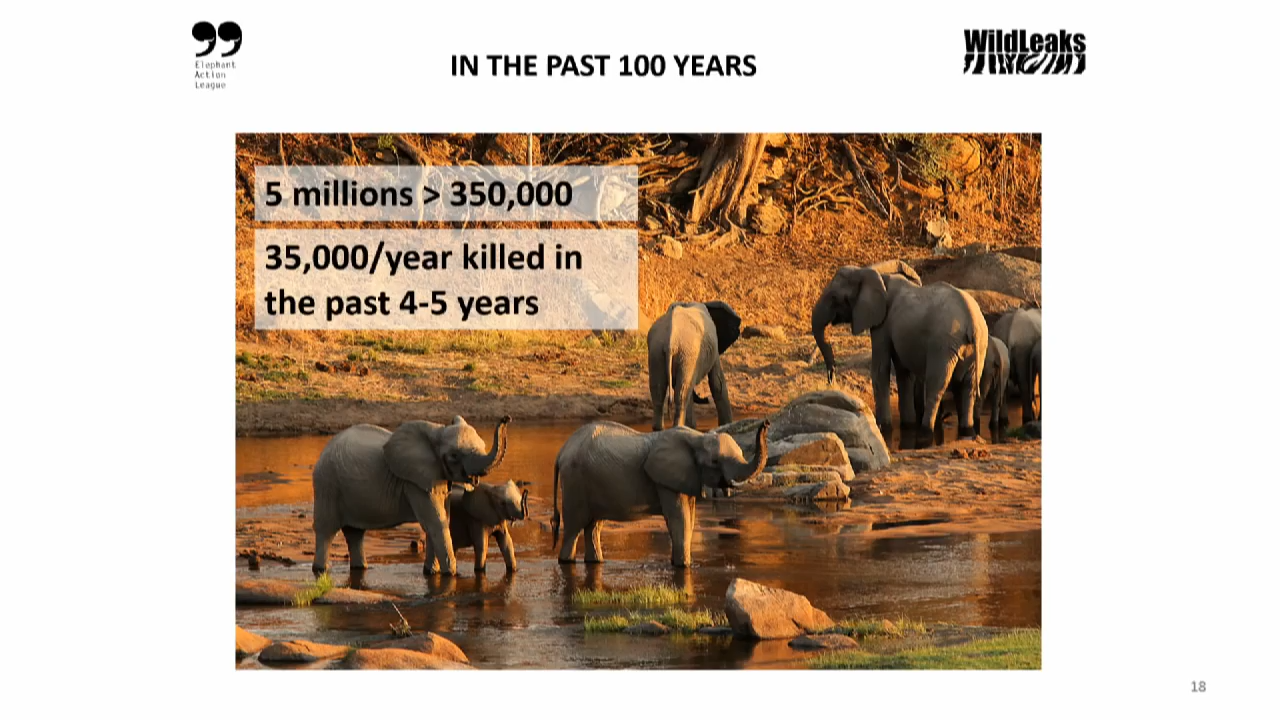 Elephant
Action
League
IN THE PAST 100 YEARS
WildLeaks
5 millions > 350,000
35,000/year killed in
the past 4-5 years
18